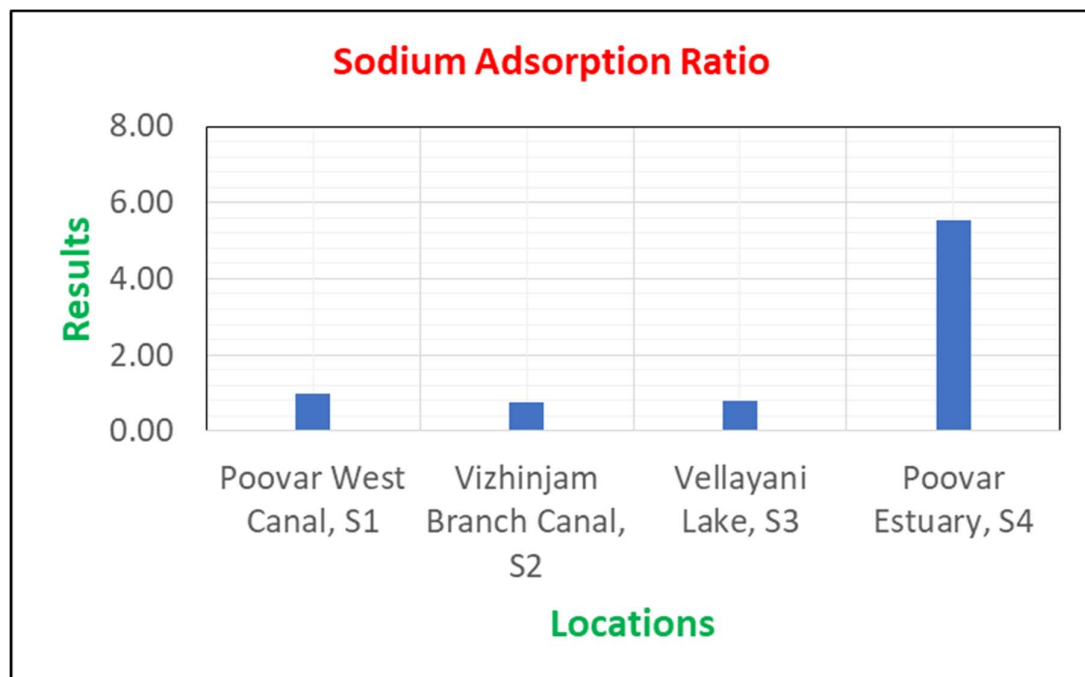 Sodium Adsorption Ratio
8.00
6.00
4.00
2.00
0.00
Results
Poovar West
Canal, S1
Vizhinjam
Branch Canal,
S2
Vellayani
Lake, S3
Poovar
Estuary, S4
Locations